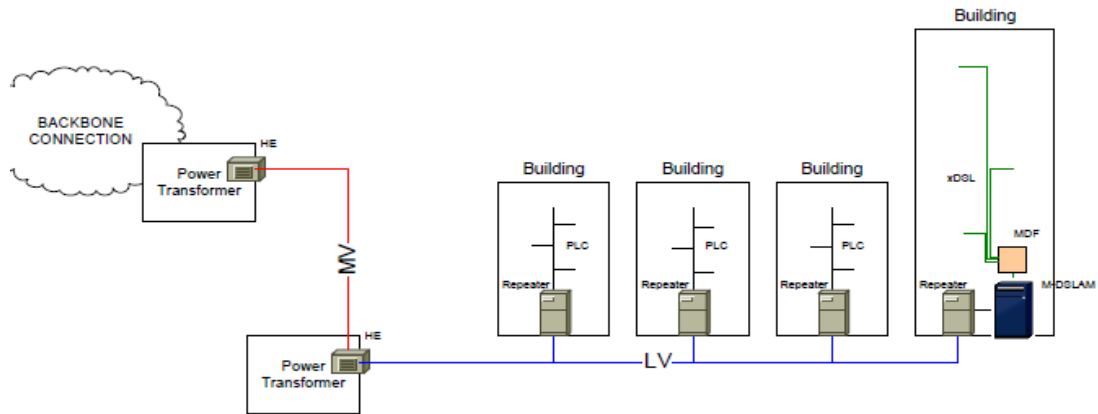 Building
BACKBONE
CONNECTION
HE
Power
Transformer
Building
Building
Building
xDSL
MV
PLC
PLC
PLC
MDF
Repeater
Repeater
Repeater
Repeater
M-DSLAM
HE
Power
Transformer
LV